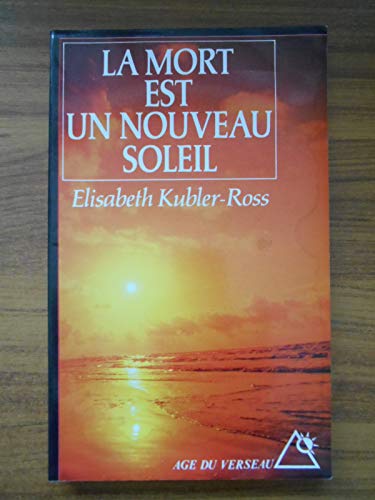 LA MORT
EST
UN NOUVEAU
SOLEIL
Elisabeth Kubler-Ross
AGE DU VERSEAU